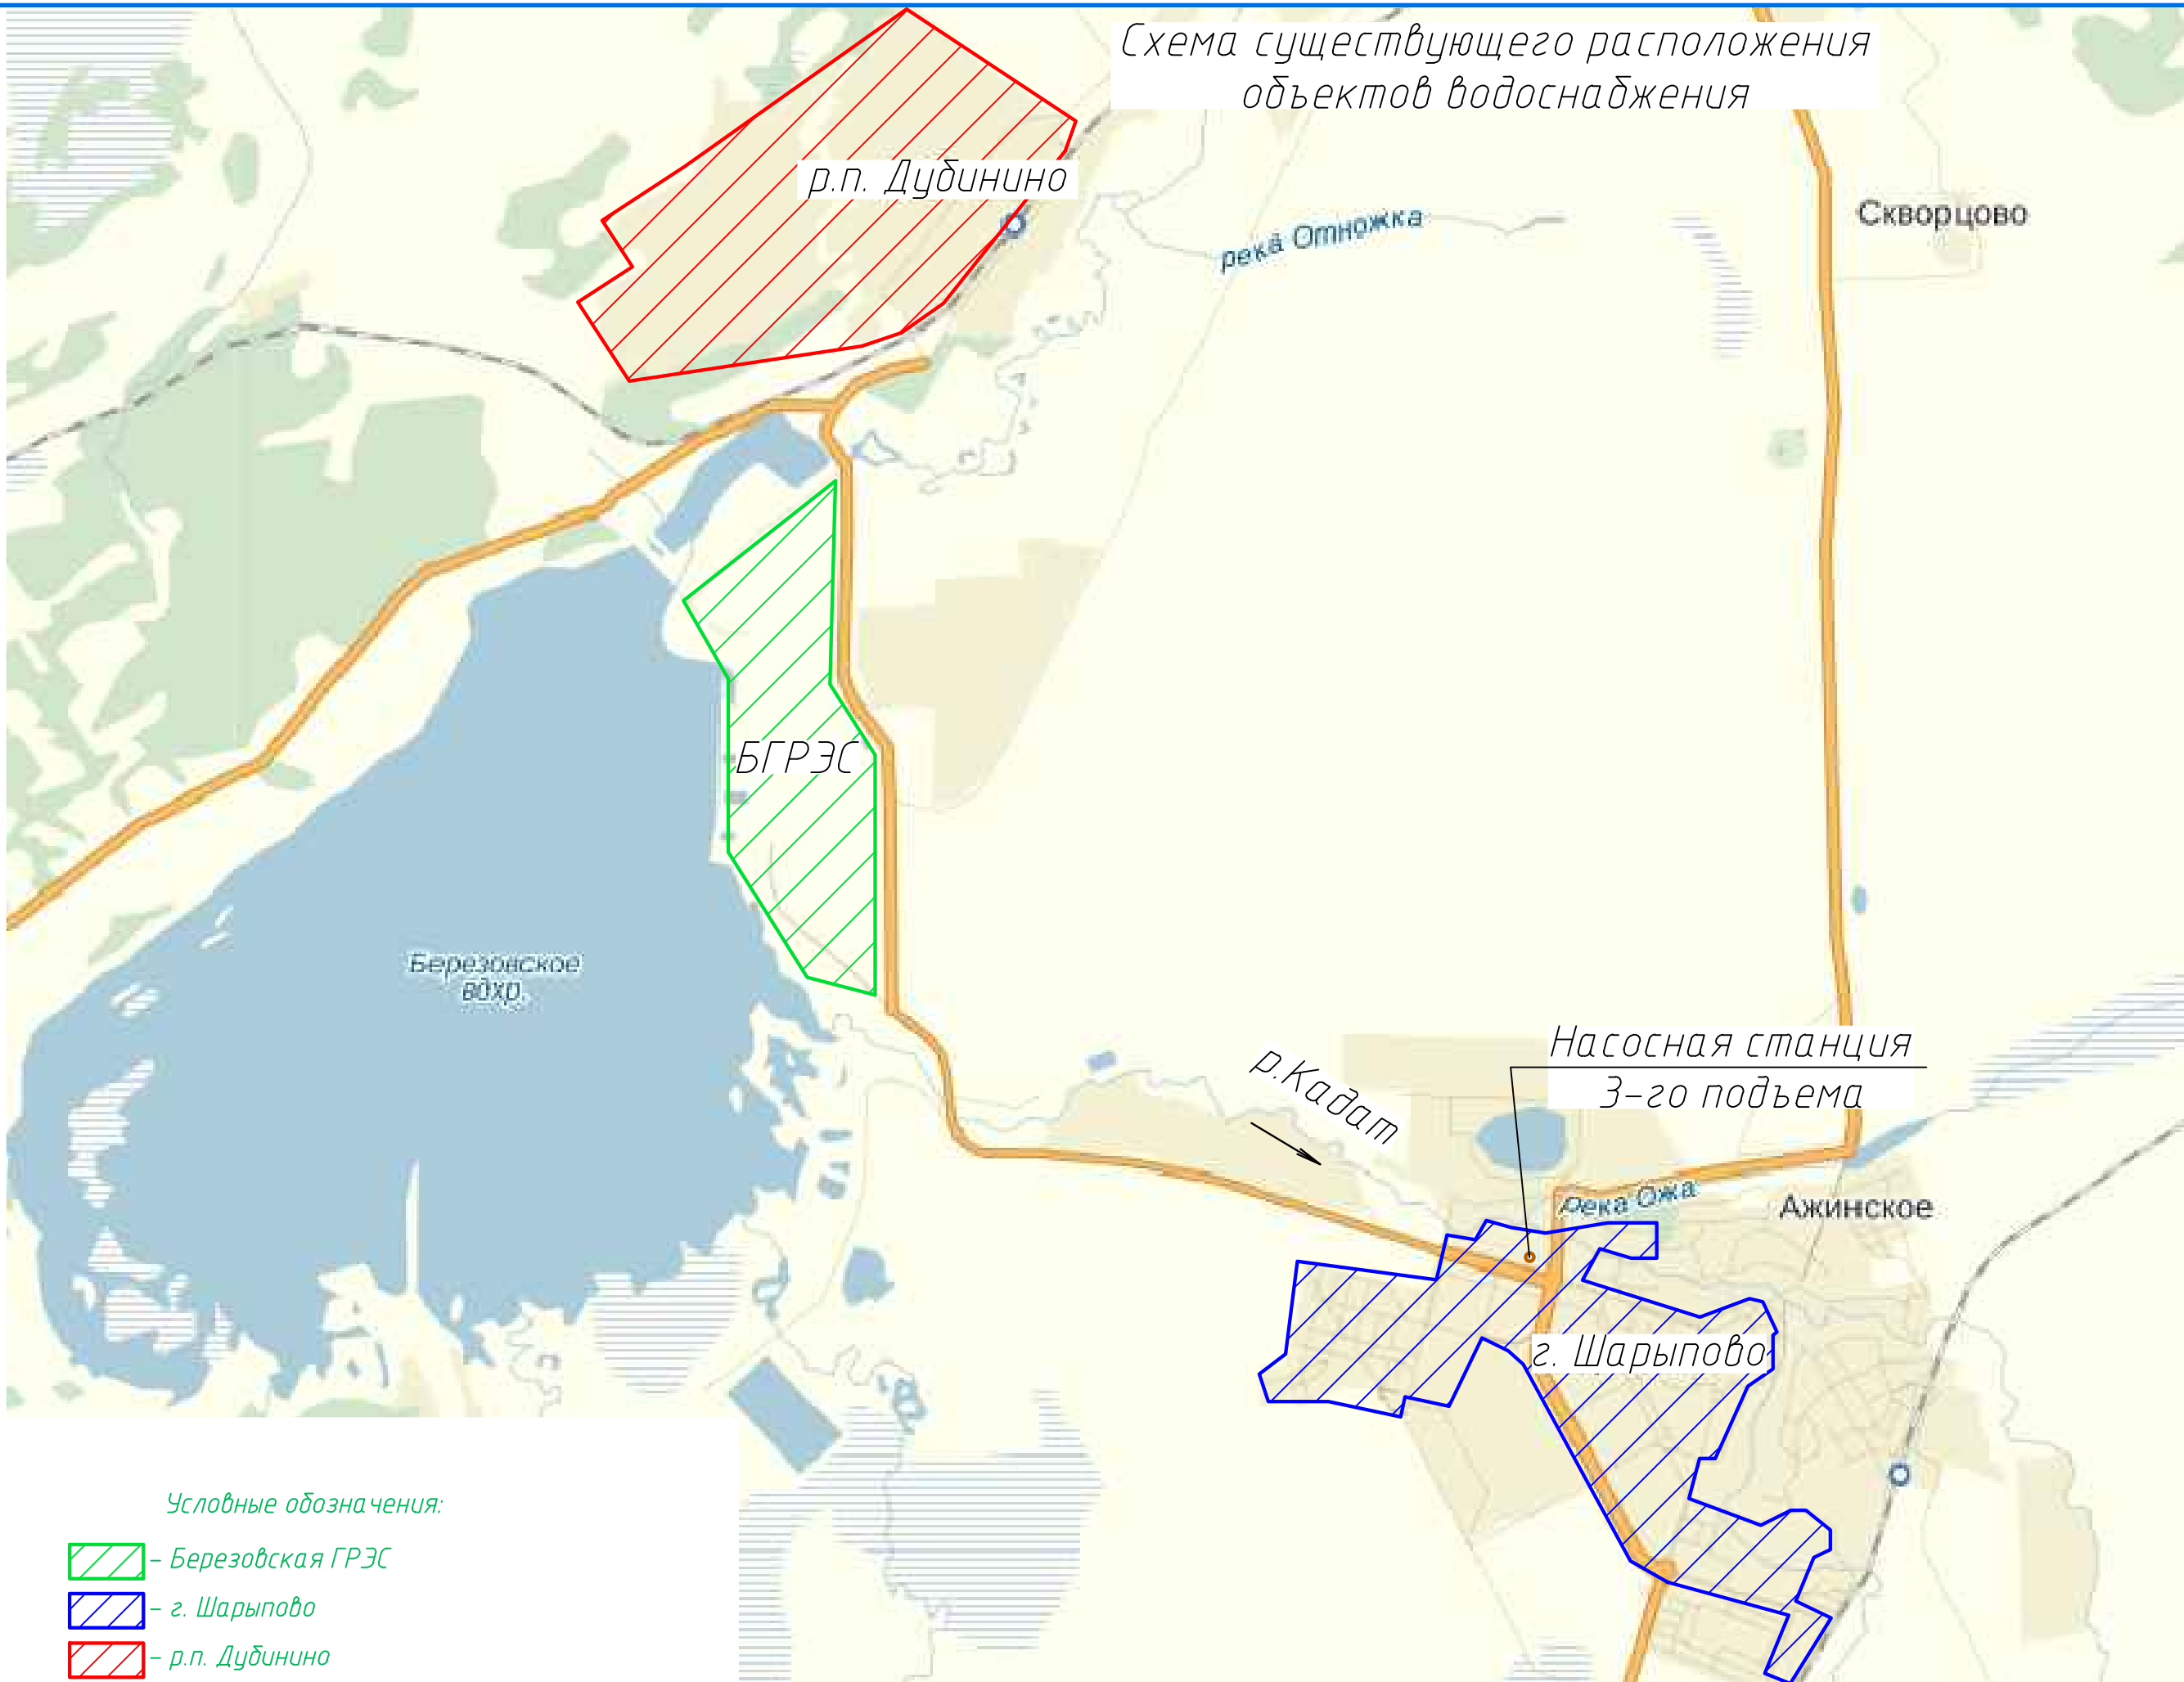 Схема существующего расположения
объектов водоснабжения
р.п. Дубинино
Скворцово
река Отножка
БГРЭС
Березовское
вдхр.
Насосная станция
3-го подъема
р.Кадат
река Ожа
Ажинское
г. Шарыпово
Условные обозначения:
- Березовская ГРЭС
- г. Шарыпово
- р.п. Дубинино